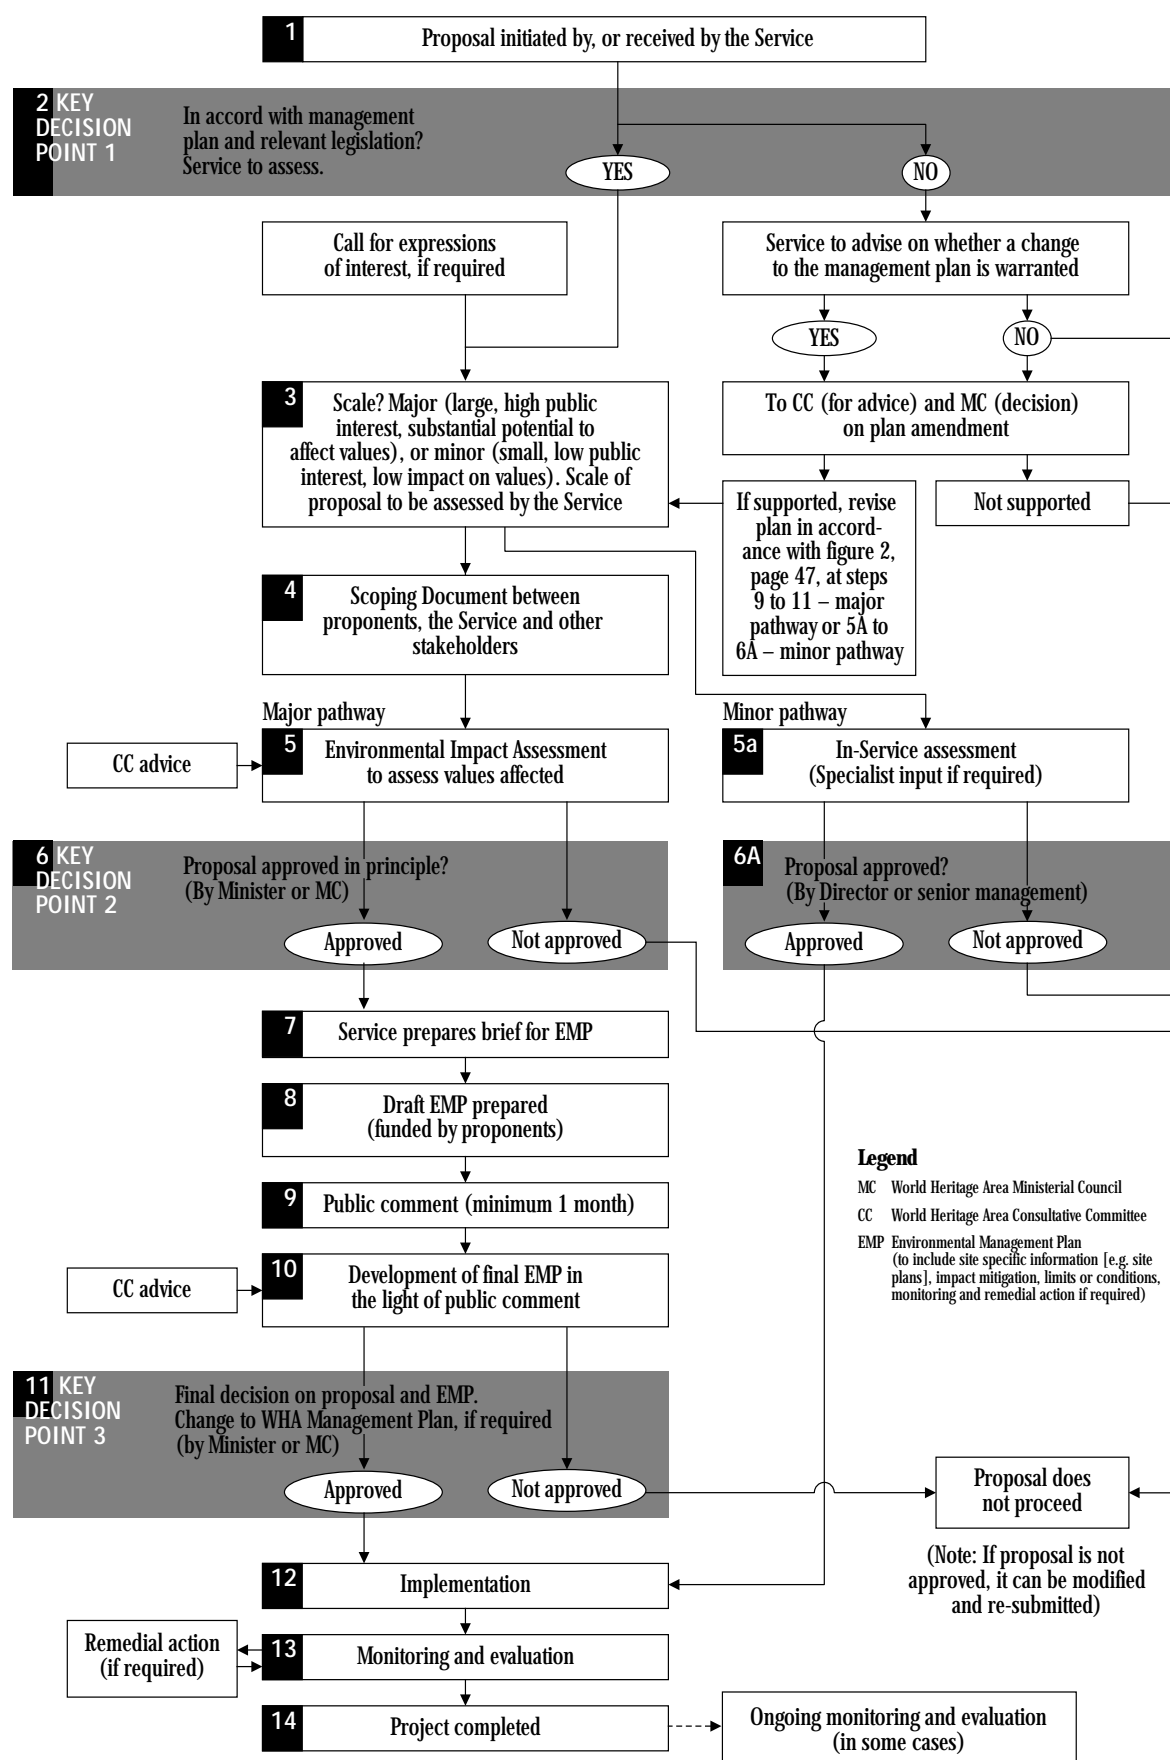 1
Proposal initiated by, or received by the Service
2 KEY
DECISION
POINT 1
In accord with management
plan and relevant legislation?
Service to assess.
YES
NO
Call for expressions
of interest, if required
Service to advise on whether a change
to the management plan is warranted
YES
NO
3
Scale? Major (large, high public
interest, substantial potential to
affect values), or minor (small, low public
interest, low impact on values). Scale of
proposal to be assessed by the Service
To CC (for advice) and MC (decision)
on plan amendment
If supported, revise
plan in accord-
ance with figure 2,
page 47, at steps
9 to 11 – major
pathway or 5A to
6A – minor pathway
Not supported
4
Scoping Document between
proponents, the Service and other
stakeholders
Major pathway
Minor pathway
CC advice
5
Environmental Impact Assessment
to assess values affected
5a
In-Service assessment
(Specialist input if required)
6 KEY
DECISION
POINT 2
Proposal approved in principle?
(By Minister or MC)
Approved
Not approved
6A
Proposal approved?
(By Director or senior management)
Approved
Not approved
7
Service prepares brief for EMP
8
Draft EMP prepared
(funded by proponents)
9
Public comment (minimum 1 month)
Legend
MC World Heritage Area Ministerial Council
CC World Heritage Area Consultative Committee
EMP Environmental Management Plan
(to include site specific information [e.g. site
plans], impact mitigation, limits or conditions,
monitoring and remedial action if required)
CC advice
10
Development of final EMP in
the light of public comment
11 KEY
DECISION
POINT 3
Final decision on proposal and EMP.
Change to WHA Management Plan, if required
(by Minister or MC)
Approved
Not approved
Proposal does
not proceed
(Note: If proposal is not
approved, it can be modified
and re-submitted)
12
Implementation
Remedial action
(if required)
13
Monitoring and evaluation
14
Project completed
Ongoing monitoring and evaluation
(in some cases)